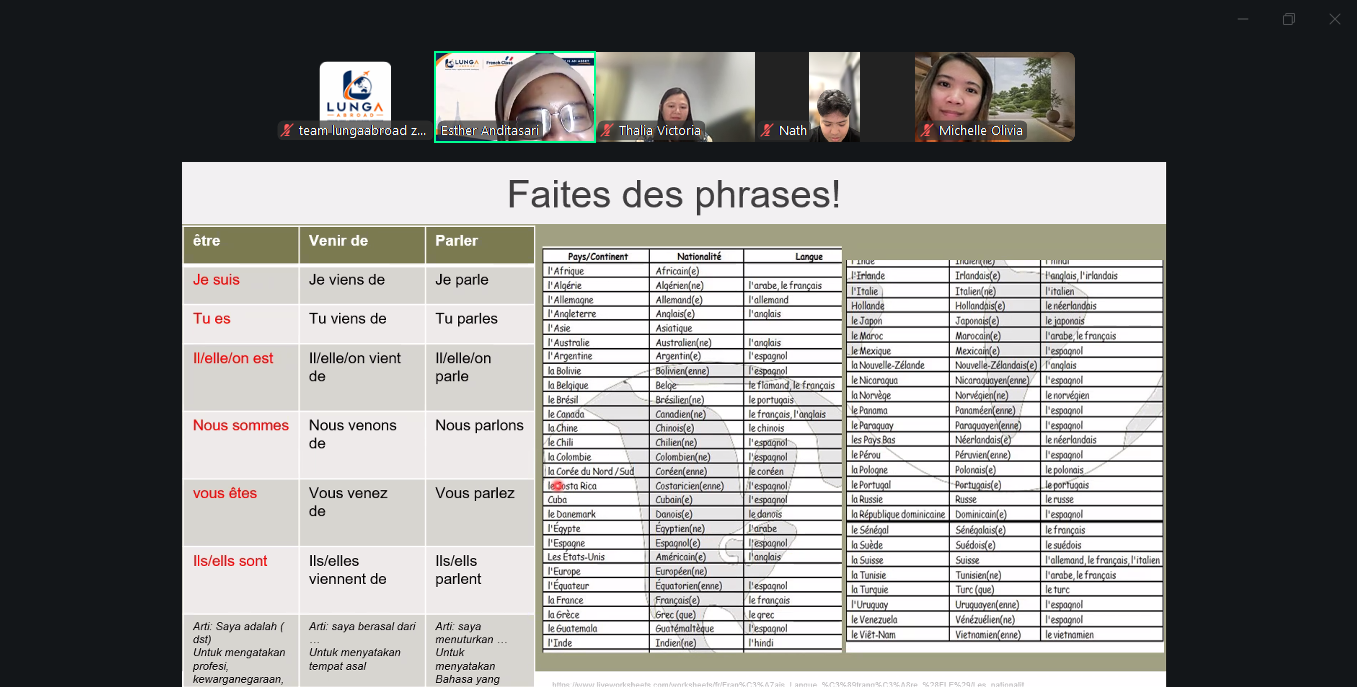 LUNGA
ABROAD
team lungaabroad z...
LUNGA
French Class
Esther Anditasari
Thalia Victoria
Nath
Michelle Olivia
Faites des phrases!
être Venir de Parler
Je suis Je viens de Je parle
Tu es Tu viens de Tu parles
Il/elle/on est Il/elle/on vient de Il/elle/on parle
Nous sommes Nous venons de Nous parlons
vous êtes Vous venez de Vous parlez
Ils/ells sont Ils/elles viennent de Ils/ells parlent
Arti: Saya adalah ( dst) Arti: saya berasal dari … Arti: saya menuturkan …
Untuk mengatakan profesi, kewarganegaraan, Untuk menyatakan tempat asal Untuk menyatakan Bahasa yang
Pays/Continent Nationalité Langue
l'Afrique Africain(e)
l'Algérie Algérien(ne) l'arabe, le français
l'Allemagne Allemand(e) l'allemand
l'Angleterre Anglais(e) l'anglais
l'Asie Asiatique
l'Australie Australien(ne) l'anglais
l'Argentine Argentin(e) l'espagnol
la Bolivie Bolivien(enne) l'espagnol
la Belgique Belge le flamand, le français
le Brésil Brésilien(ne) le portugais
le Canada Canadien(ne) le français, l'anglais
la Chine Chinois(e) le chinois
le Chili Chilien(ne) l'espagnol
la Colombie Colombien(ne) l'espagnol
la Corée du Nord /Sud Coréen(enne) le coréen
le Costa Rica Costaricien(enne) l'espagnol
Cuba Cubain(e) l'espagnol
le Danemark Danois(e) le danois
l'Égypte Égyptien(ne) l'arabe
l'Espagne Espagnol(e) l'espagnol
Les États-Unis Américain(e) l'anglais
l'Europe Européen(ne)
l'Équateur Équatorien(enne) l'espagnol
la France Français(e) le français
la Grèce Grec (que) le grec
le Guatemala Guatémaltèque l'espagnol
l'Inde Indien(ne) l'hindi
l'Inde Indien(ne) l'hindi
l'Irlande Irlandais(e) l'anglais, l'irlandais
l'Italie Italien(ne) l'italien
Hollande Hollandais(e) le néerlandais
le Japon Japonais(e) le japonais
le Maroc Marocain(e) l'arabe, le français
le Mexique Mexicain(e) l'espagnol
la Nouvelle-Zélande Nouvelle-Zélandais(e) l'anglais
le Nicaragua Nicaraguayen(enne) l'espagnol
la Norvège Norvégien(ne) le norvégien
le Panama Panaméen(enne) l'espagnol
le Paraguay Paraguayen(enne) l'espagnol
les Pays Bas Néerlandais(e) le néerlandais
le Pérou Péruvien(enne) l'espagnol
la Pologne Polonais(e) le polonais
le Portugal Portugais(e) le portugais
la Russie Russe le russe
la République dominicaine Dominicain(e) l'espagnol
le Sénégal Sénégalais(e) le français
la Suède Suédois(e) le suédois
la Suisse Suisse l'allemand, le français, l'italien
la Tunisie Tunisien(ne) l'arabe, le français
la Turquie Turc (que) le turc
l'Uruguay Uruguayen(enne) l'espagnol
le Venezuela Vénézuélien(ne) l'espagnol
le Viêt-Nam Vietnamien(enne) le vietnamien